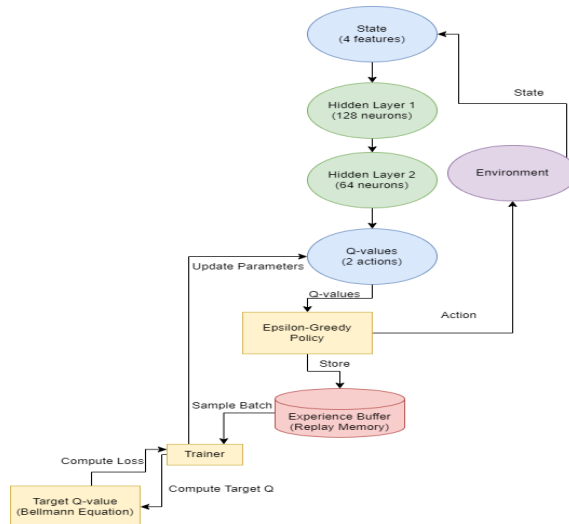 State
(4 features)
State
Hidden Layer 1
(128 neurons)
Hidden Layer 2
(64 neurons)
Environment
Q-values
(2 actions)
Update Parameters
Q-values
Epsilon-Greedy
Policy
Action
Store
Sample Batch
Experience Buffer
(Replay Memory)
Trainer
Compute Loss
Compute Target Q
Target Q-value
(Bellmann Equation)